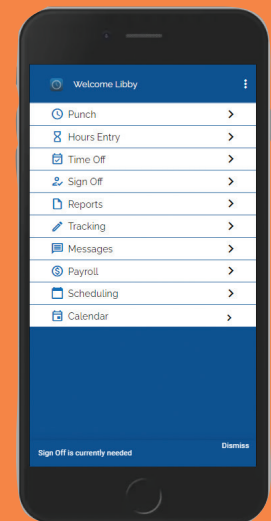 Welcome Libby
Punch
Hours Entry
Time Off
Sign Off
Reports
Tracking
Messages
Payroll
Scheduling
Calendar
Dismiss
Sign Off is currently needed